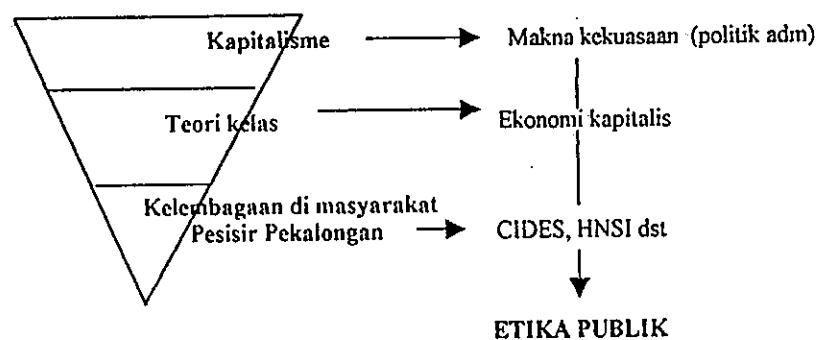 Kapitalisme
Makna kekuasaan (politik adm)
Teori kelas
Ekonomi kapitalis
Kelembagaan di masyarakat
Pesisir Pekalongan
CIDES, HNSI dst
ETIKA PUBLIK